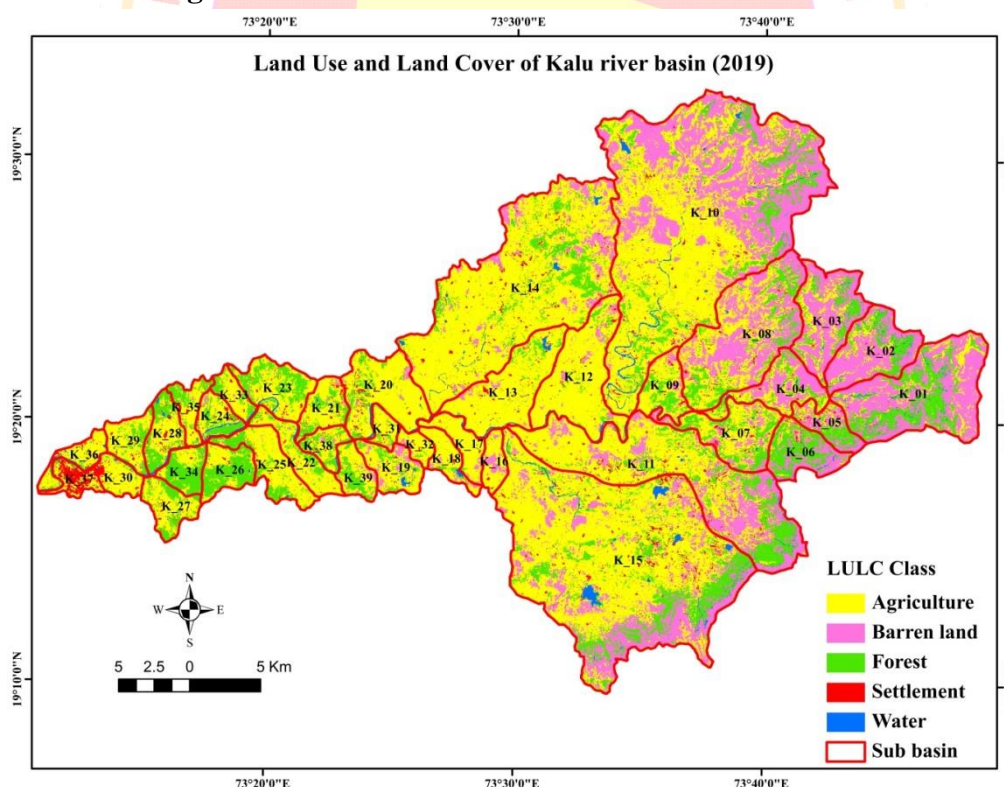 73°20'0"E 73°30'0"E 73°40'0"E
Land Use and Land Cover of Kalu river basin (2019)
19°30'0"N
19°20'0"N
19°10'0"N
K_10
K_14
K_03
K_08
K_02
K_01
K_04
K_09
K_12
K_13
K_05
K_07
K_06
K_11
K_15
K_20
K_23
K_33
K_35
K_24
K_21
K_31
K_28
K_29
K_38
K_32
K_17
K_18
K_16
K_19
K_36
K_37
K_30
K_34
K_26
K_25
K_22
K_39
K_27
N
W E
S
5 2.5 0 5 Km
LULC Class
Agriculture
Barren land
Forest
Settlement
Water
Sub basin
73°20'0"E 73°30'0"E 73°40'0"E